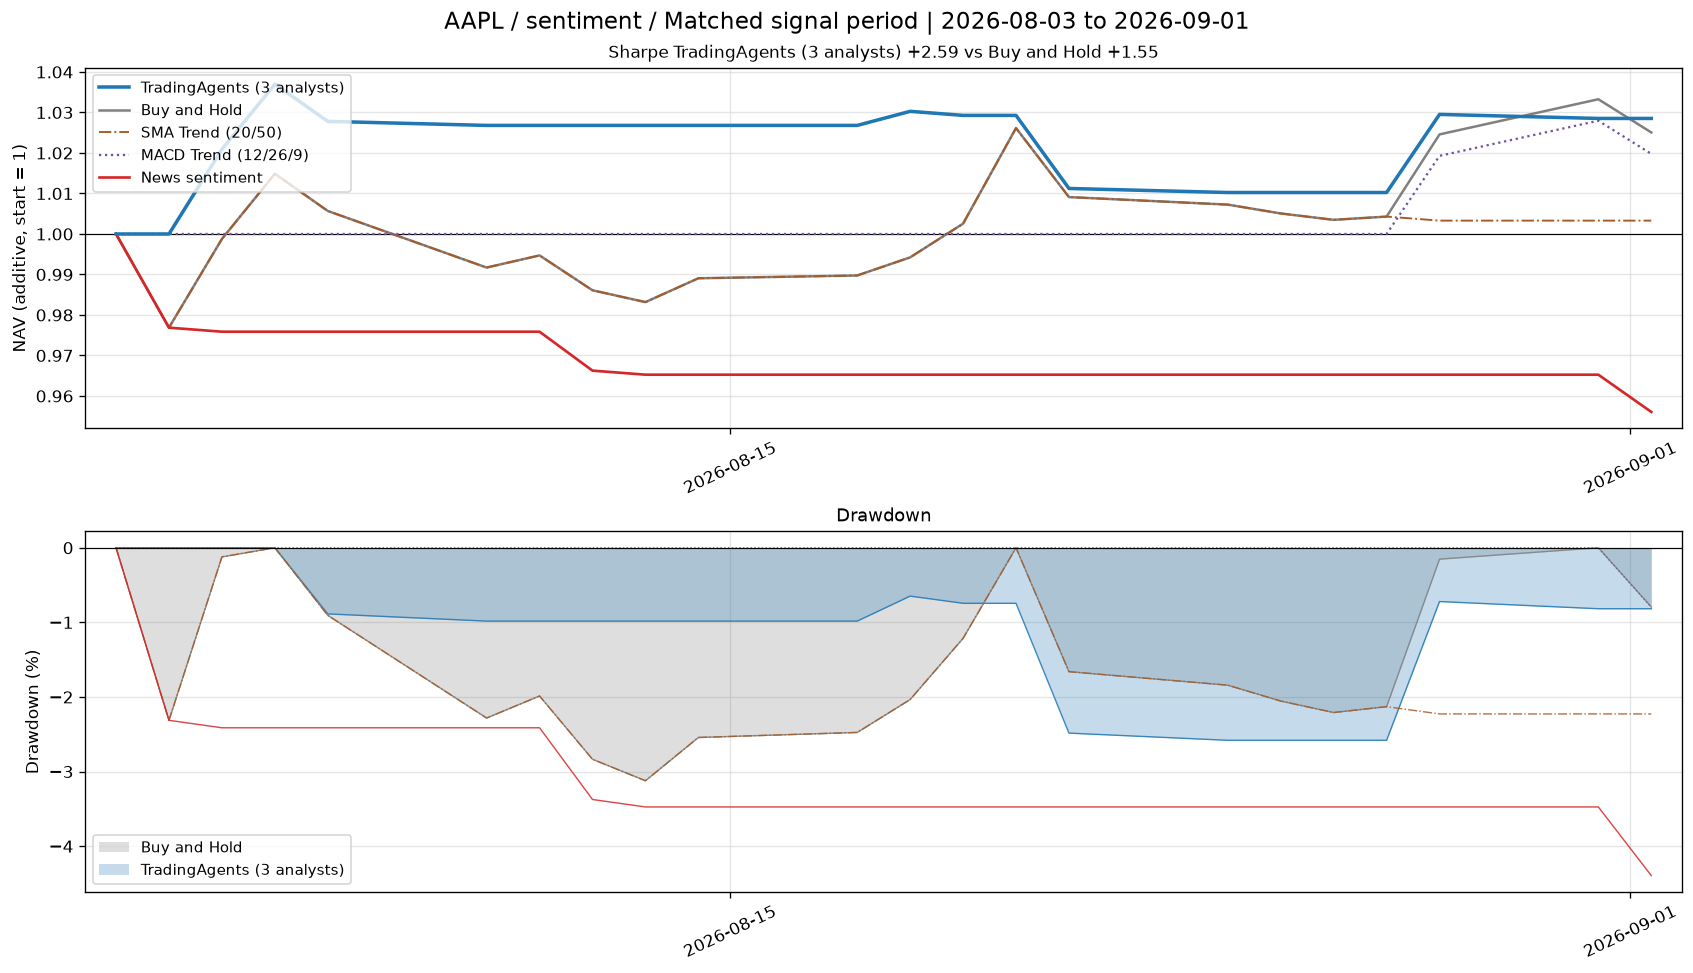 AAPL / sentiment / Matched signal period | 2026-08-03 to 2026-09-01
Sharpe TradingAgents (3 analysts) +2.59 vs Buy and Hold +1.55
NAV (additive, start = 1)
1.04
1.03
1.02
1.01
1.00
0.99
0.98
0.97
0.96
TradingAgents (3 analysts)
Buy and Hold
SMA Trend (20/50)
MACD Trend (12/26/9)
News sentiment
2026-08-15
2026-09-01
Drawdown
Drawdown (%)
0
−1
−2
−3
−4
Buy and Hold
TradingAgents (3 analysts)
2026-08-15
2026-09-01